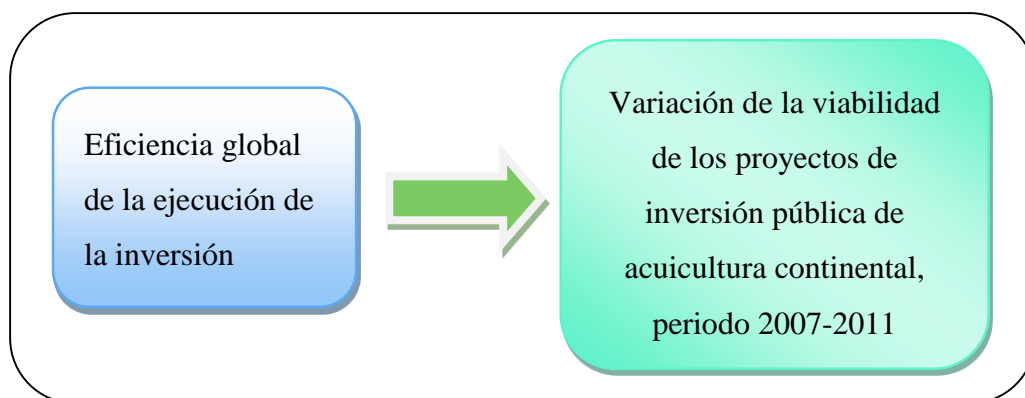 Eficiencia global
de la ejecución de
la inversión
Variación de la viabilidad
de los proyectos de
inversión pública de
acuicultura continental,
periodo 2007-2011